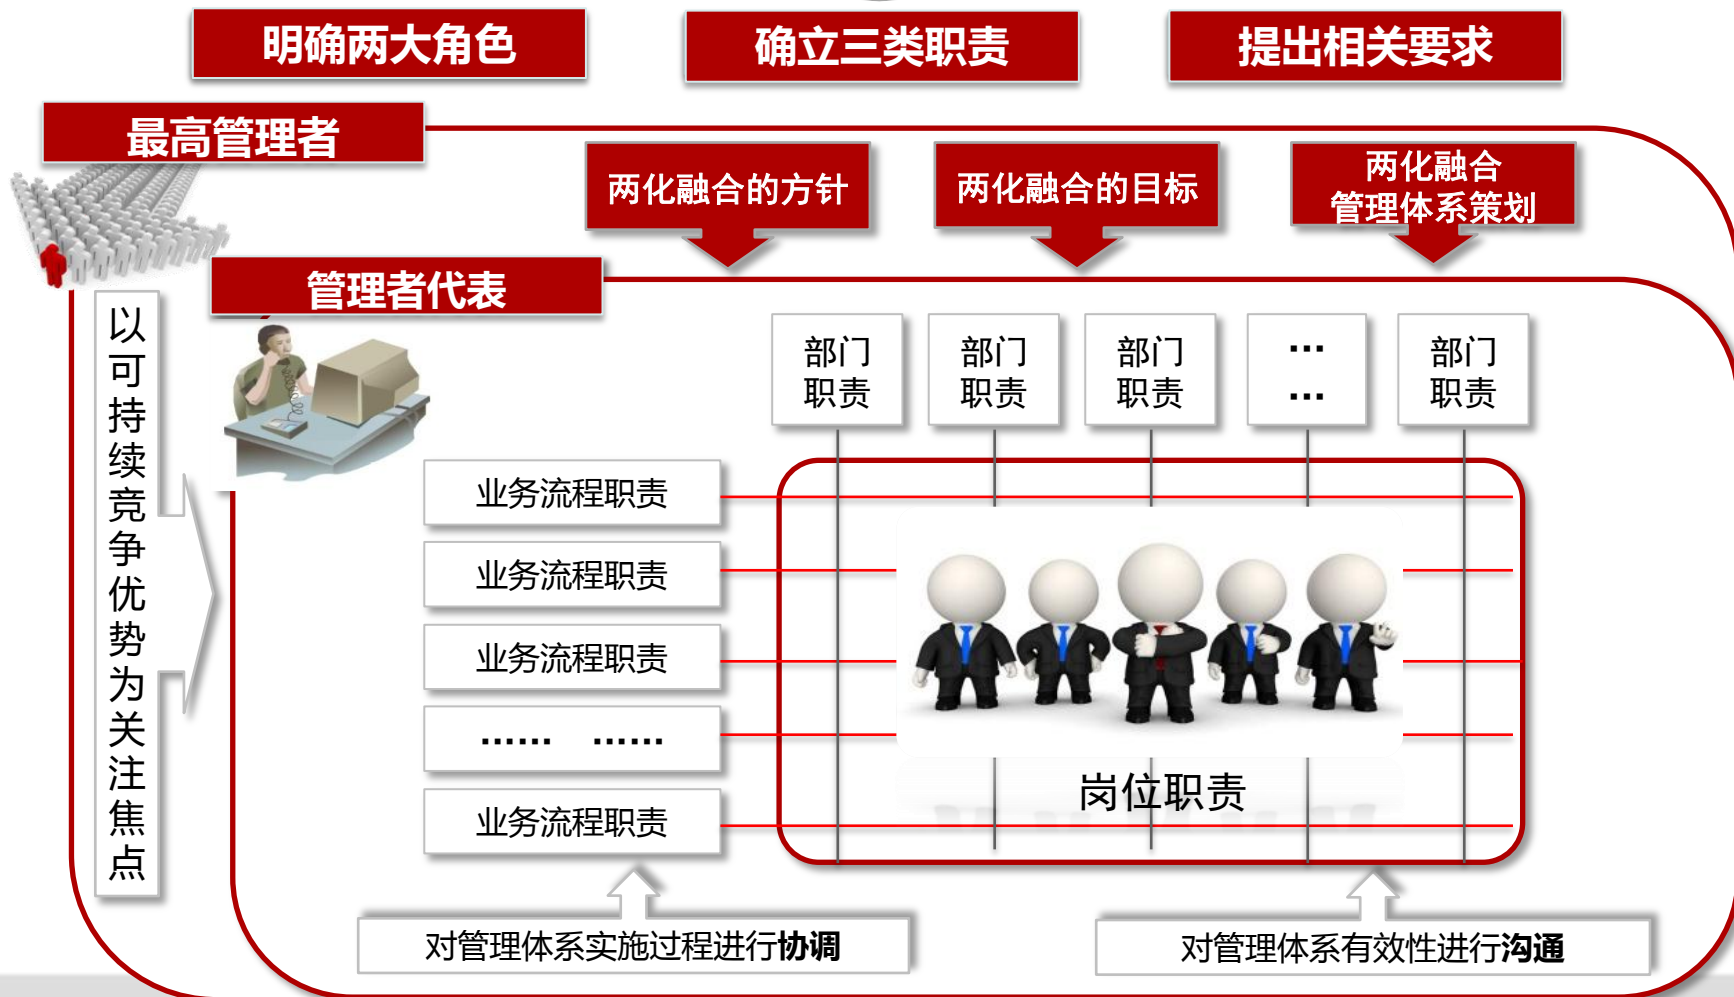 明确两大角色
确立三类职责
提出相关要求
最高管理者
两化融合的方针
两化融合的目标
两化融合
管理体系策划
管理者代表
以可持续竞争优势为关注焦点
部门
职责
部门
职责
部门
职责
...
...
部门
职责
业务流程职责
业务流程职责
业务流程职责
...... ......
业务流程职责
岗位职责
对管理体系实施过程进行协调
对管理体系有效性进行沟通